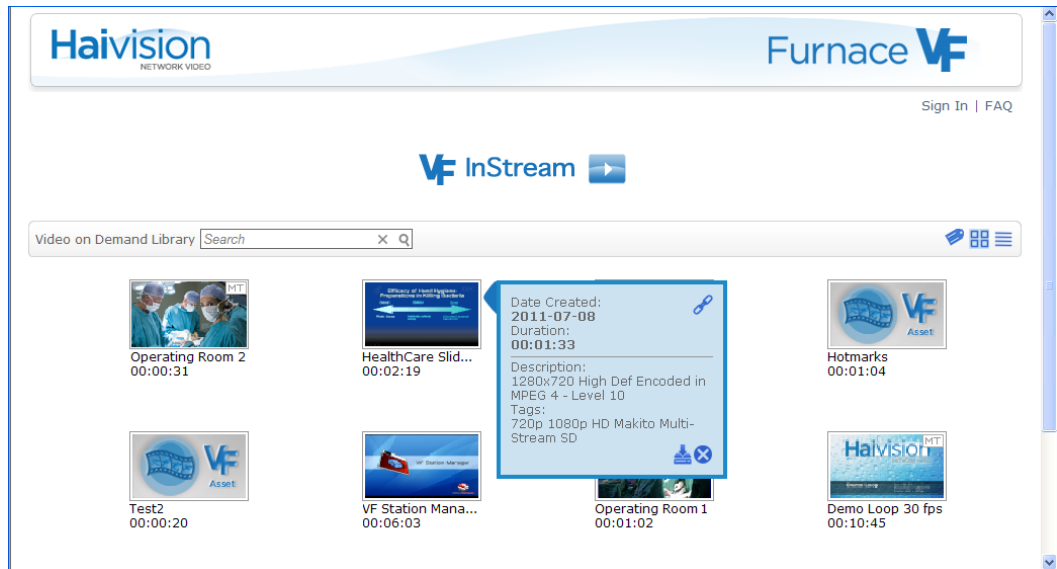 Haivision
NETWORK VIDEO
Furnace VF
Sign In | FAQ
VF InStream
Video on Demand Library Search
MT
Operating Room 2
00:00:31
Efficacy of Hand Hygiene
Preparations in Killing Bacteria
HealthCare Slid...
00:02:19
Date Created:
2011-07-08
Duration:
00:01:33
Description:
1280x720 High Def Encoded in
MPEG 4 - Level 10
Tags:
720p 1080p HD Makito Multi-
Stream SD
VF
Asset
Hotmarks
00:01:04
VF
Asset
Test2
00:00:20
VF Station Manager
VF Station Mana...
00:06:03
Operating Room 1
00:01:02
Haivision
MT
Demo Loop 30 fps
00:10:45